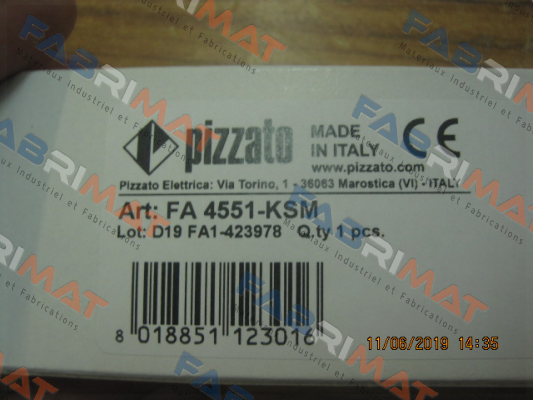 pizzato
MADE
IN ITALY
CE
www.pizzato.com
Pizzato Elettrica: Via Torino, 1 - 36063 Marostica (VI) - ITALY
Art: FA 4551-KSM
Lot: D19 FA1-423978 Q.ty 1 pcs.
8 018851 123016
11/06/2019 14:35
FABRIMAT
Materiaux Industriel et Fabrications